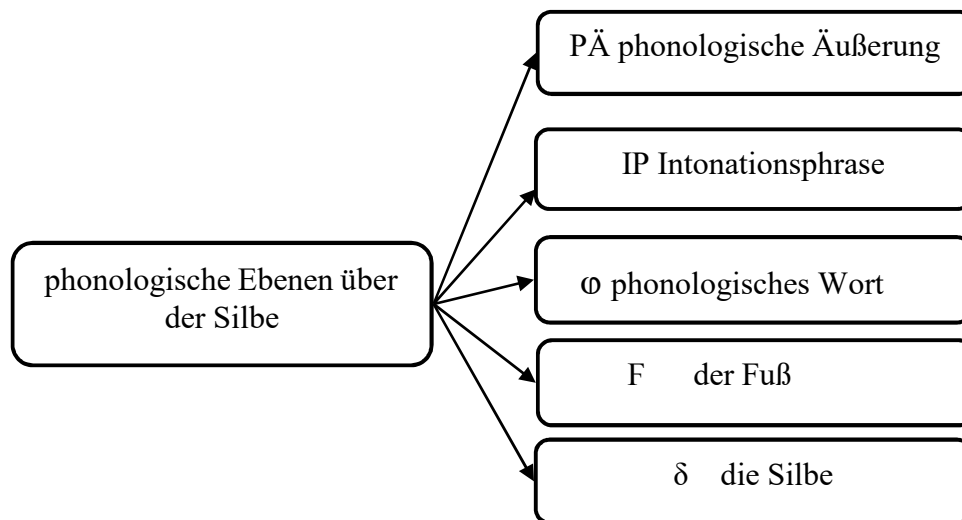 PÄ phonologische Äußerung
IP Intonationsphrase
phonologische Ebenen über
der Silbe
ⲫ phonologisches Wort
F der Fuß
δ die Silbe